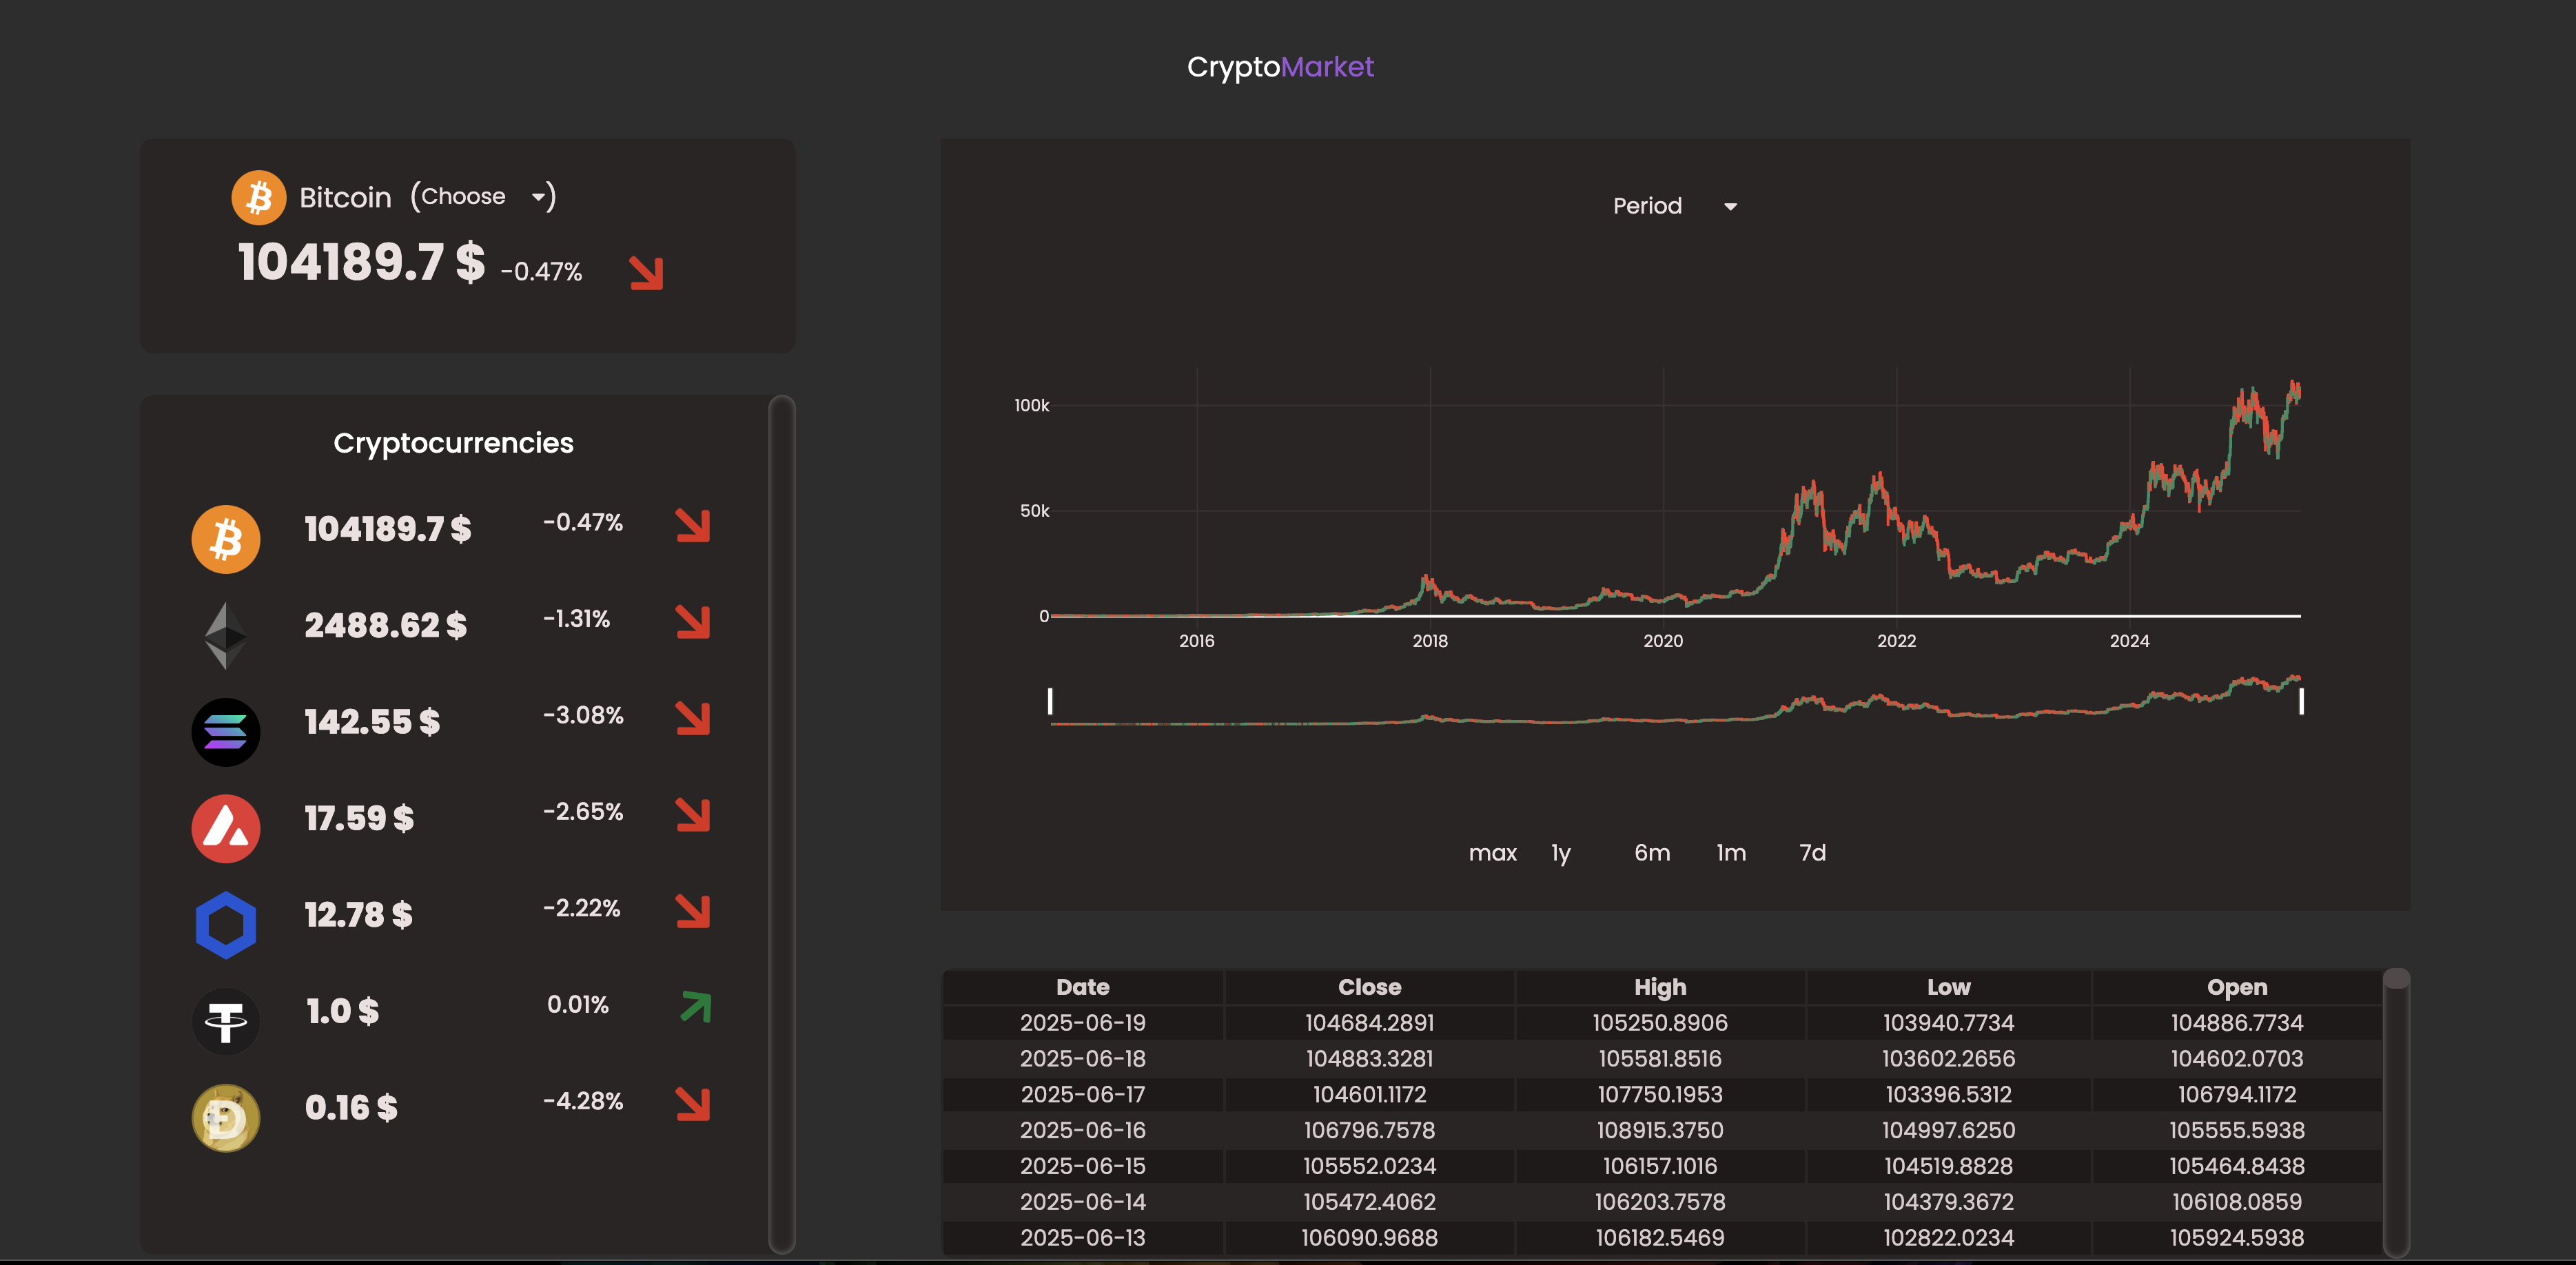 CryptoMarket
Bitcoin (Choose )
104189.7 $ -0.47%
Cryptocurrencies
104189.7 $ -0.47%
2488.62 $ -1.31%
142.55 $ -3.08%
17.59 $ -2.65%
12.78 $ -2.22%
1.0 $ 0.01%
0.16 $ -4.28%
Period
100k
50k
0
2016 2018 2020 2022 2024
max 1y 6m 1m 7d
Date Close High Low Open
2025-06-19 104684.2891 105250.8906 103940.7734 104886.7734
2025-06-18 104883.3281 105581.8516 103602.2656 104602.0703
2025-06-17 104601.1172 107750.1953 103396.5312 106794.1172
2025-06-16 106796.7578 108915.3750 104997.6250 105555.5938
2025-06-15 105552.0234 106157.1016 104519.8828 105464.8438
2025-06-14 105472.4062 106203.7578 104379.3672 106108.0859
2025-06-13 106090.9688 106182.5469 102822.0234 105924.5938